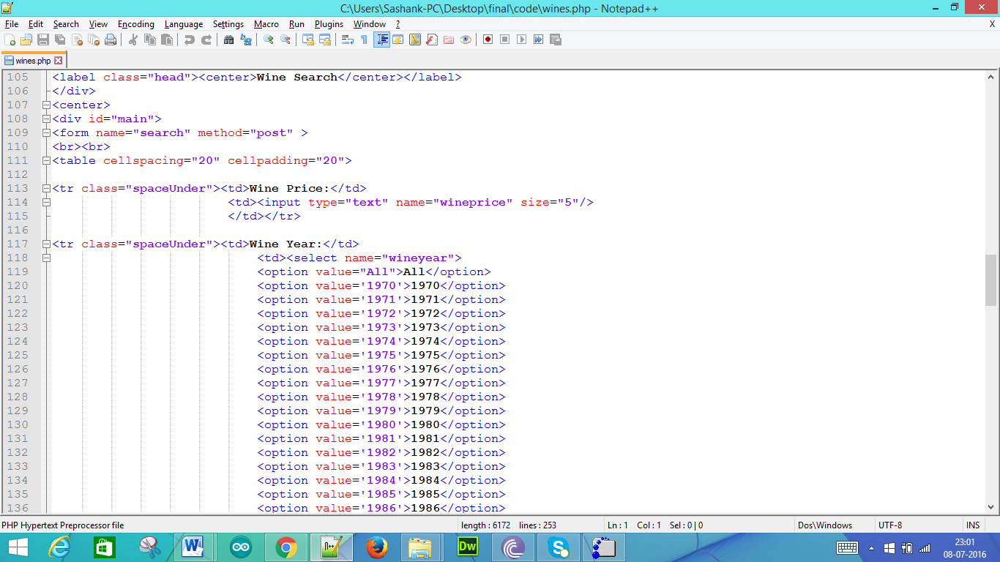 C:\Users\Sashank-PC\Desktop\final\code\wines.php - Notepad++
File Edit Search View Encoding Language Settings Macro Run Plugins Window ? X
wines.php
105 <label class="head"><center>Wine Search</center></label>
106 </div>
107 <center>
108 <div id="main">
109 <form name="search" method="post" >
110 <br><br>
111 <table cellspacing="20" cellpadding="20">
112
113 <tr class="spaceUnder"><td>Wine Price:</td>
114 <td><input type="text" name="wineprice" size="5"/>
115 </td></tr>
116
117 <tr class="spaceUnder"><td>Wine Year:</td>
118 <td><select name="wineyear">
119 <option value="All">All</option>
120 <option value='1970'>1970</option>
121 <option value='1971'>1971</option>
122 <option value='1972'>1972</option>
123 <option value='1973'>1973</option>
124 <option value='1974'>1974</option>
125 <option value='1975'>1975</option>
126 <option value='1976'>1976</option>
127 <option value='1977'>1977</option>
128 <option value='1978'>1978</option>
129 <option value='1979'>1979</option>
130 <option value='1980'>1980</option>
131 <option value='1981'>1981</option>
132 <option value='1982'>1982</option>
133 <option value='1983'>1983</option>
134 <option value='1984'>1984</option>
135 <option value='1985'>1985</option>
136 <option value='1986'>1986</option>
PHP Hypertext Preprocessor file length : 6172 lines : 253 Ln : 1 Col : 1 Sel : 0 | 0 Dos\Windows UTF-8 INS
Dw
23:01
08-07-2016